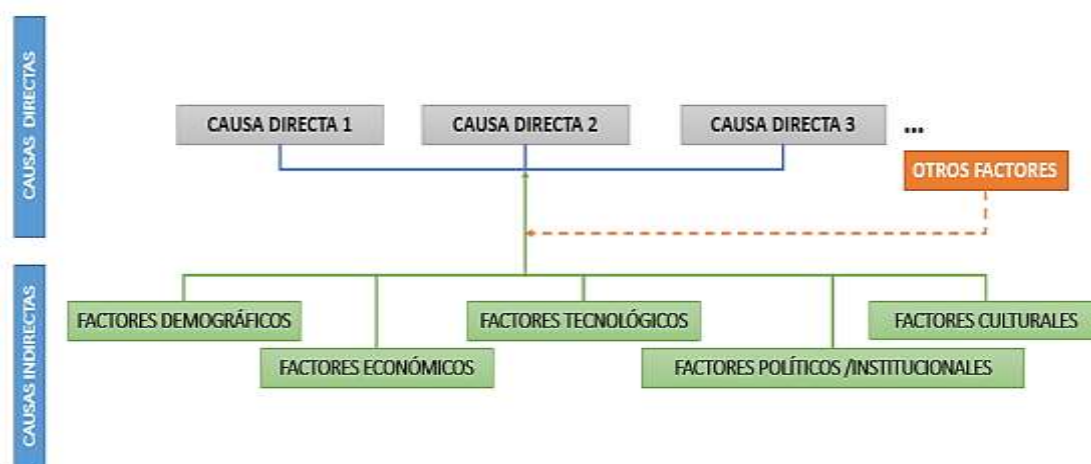 CAUSAS DIRECTAS
CAUSA DIRECTA 1
CAUSA DIRECTA 2
CAUSA DIRECTA 3
...
OTROS FACTORES
CAUSAS INDIRECTAS
FACTORES DEMOGRÁFICOS
FACTORES TECNOLÓGICOS
FACTORES CULTURALES
FACTORES ECONÓMICOS
FACTORES POLÍTICOS /INSTITUCIONALES